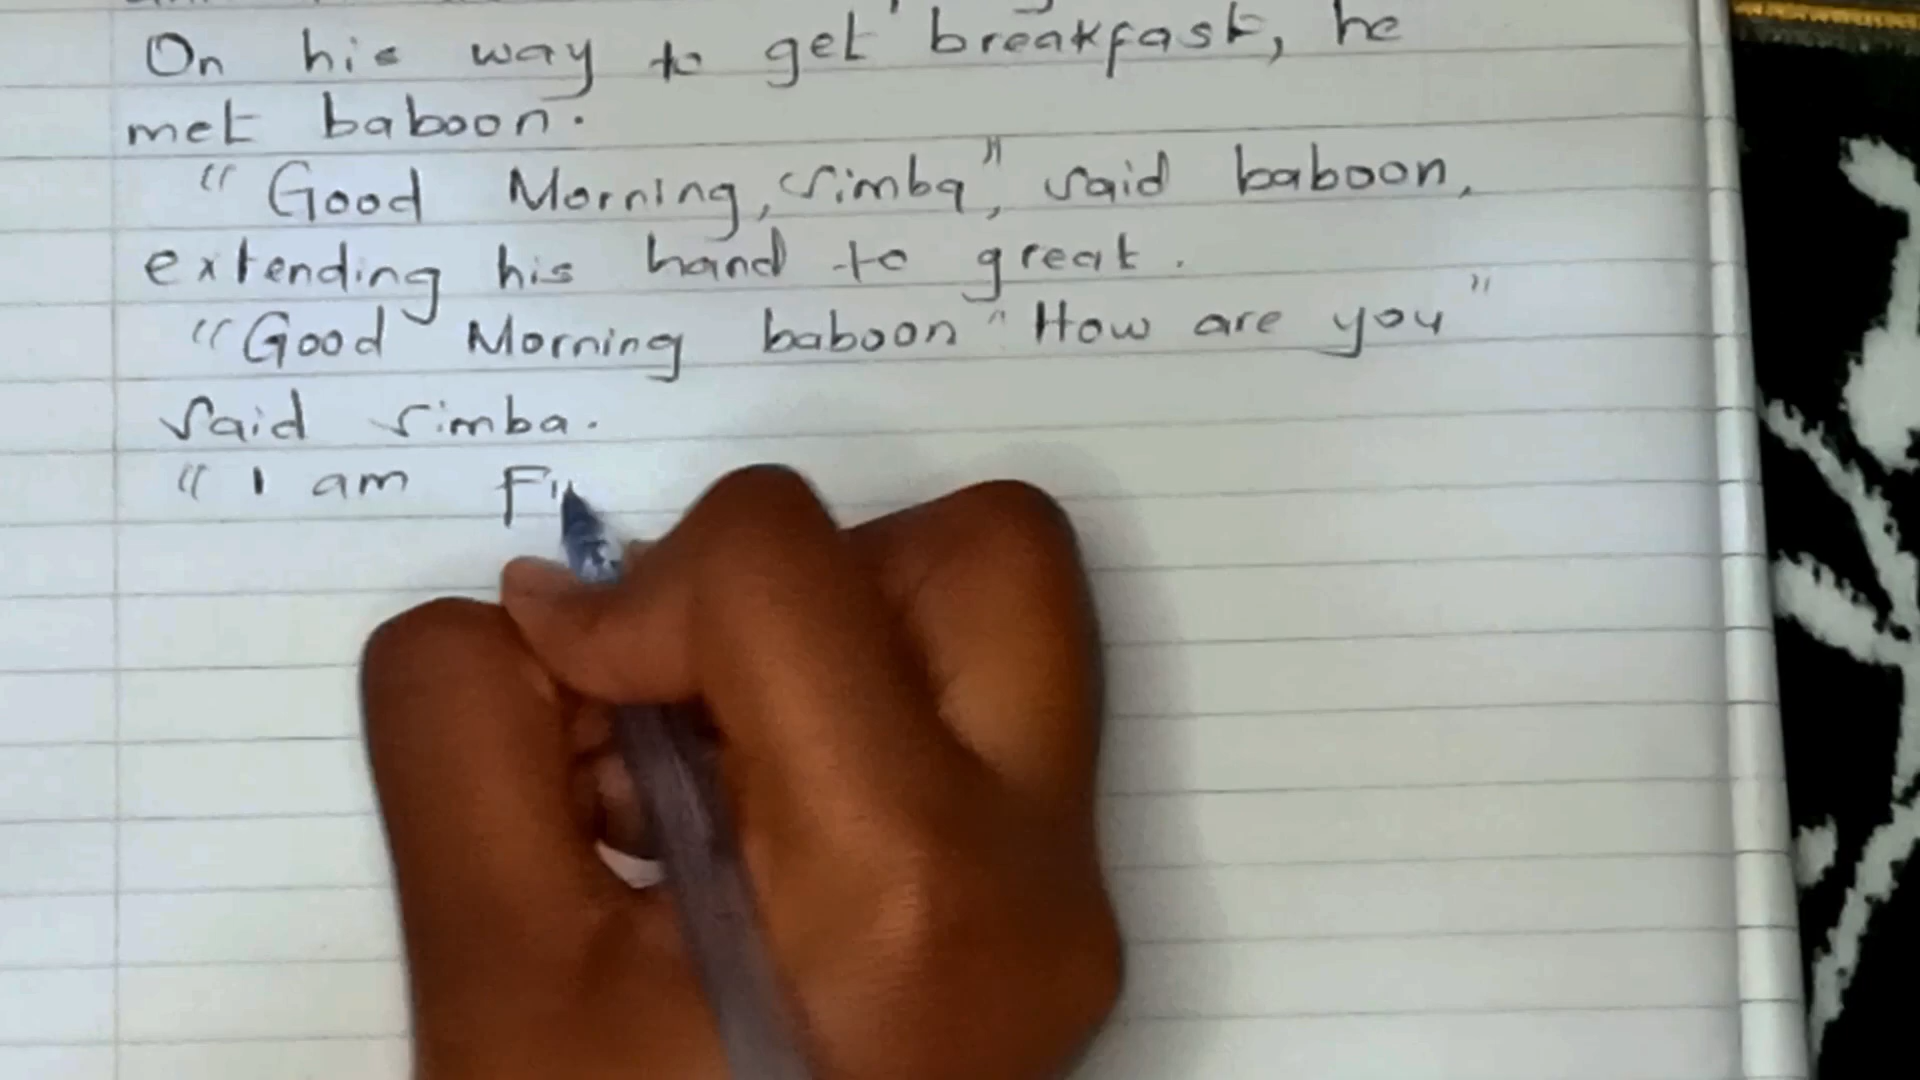 On his way to get breakfast, he
met baboon.
"Good Morning, simba", said baboon,
extending his hand to great.
"Good Morning baboon" How are you"
said simba.
"I am